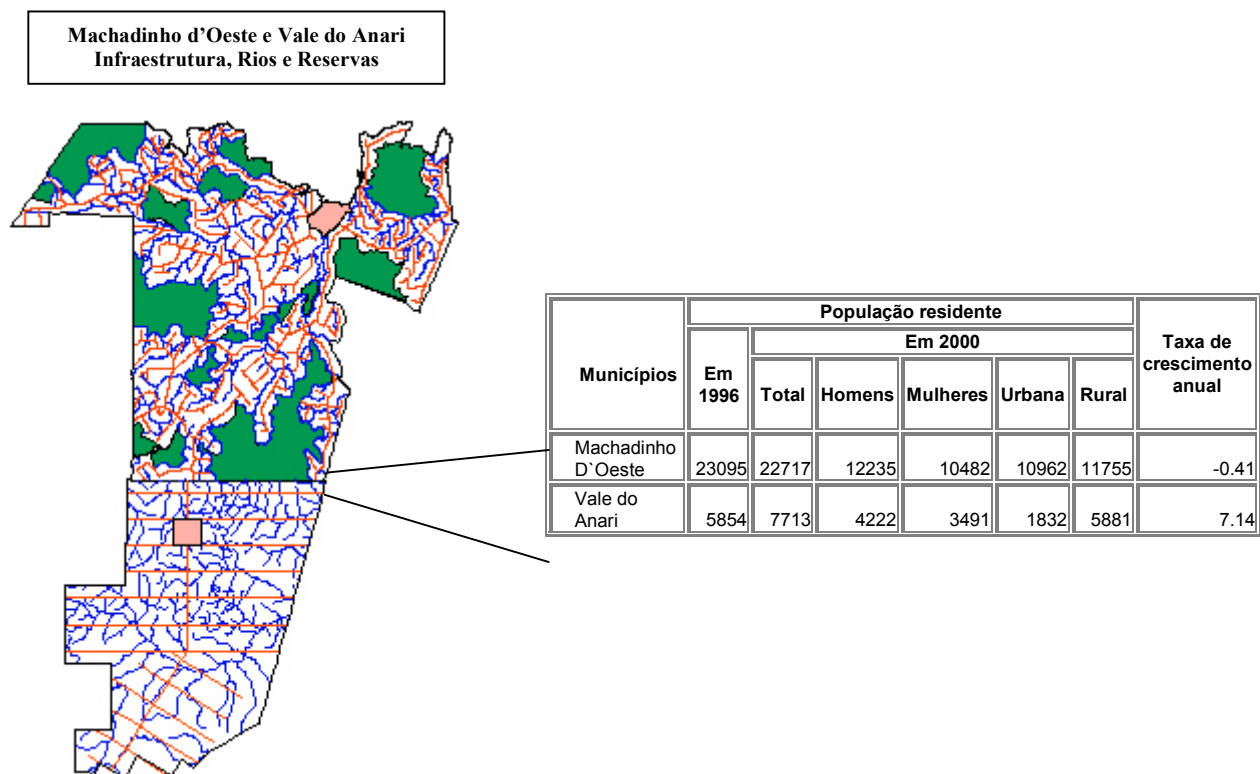 Machadinho d'Oeste e Vale do Anari
Infraestrutura, Rios e Reservas
Municípios
População residente
Taxa de
crescimento
anual
Em
1996
Em 2000
Total Homens Mulheres Urbana Rural
Machadinho
D`Oeste 23095 22717 12235 10482 10962 11755 -0.41
Vale do
Anari 5854 7713 4222 3491 1832 5881 7.14